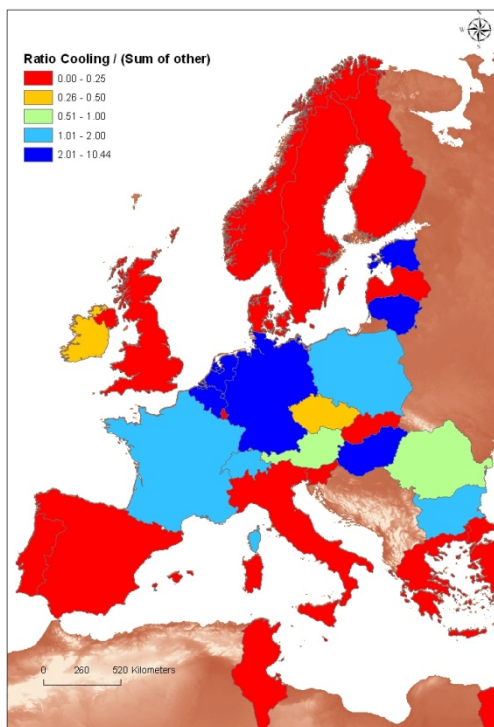 N
W
E
S
Ratio Cooling / (Sum of other)
0.00 - 0.25
0.26 - 0.50
0.51 - 1.00
1.01 - 2.00
2.01 - 10.44
0 260 520 Kilometers